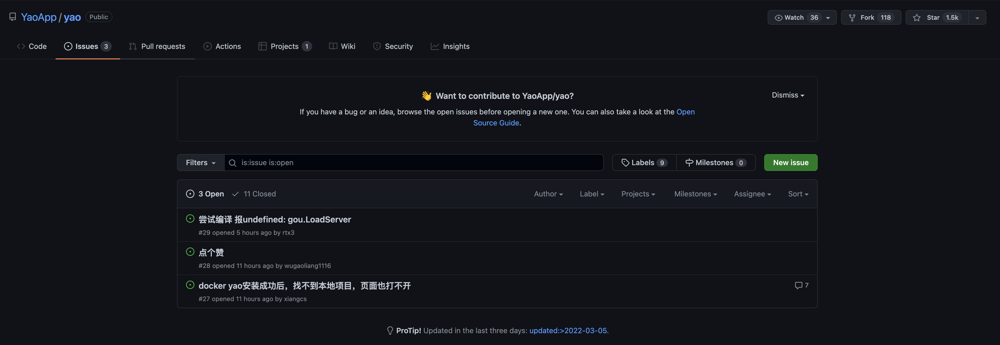 YaoApp / yao Public
Watch 36
Fork 118
Star 1.5k
Code
Issues 3
Pull requests
Actions
Projects 1
Wiki
Security
Insights
👋 Want to contribute to YaoApp/yao?
Dismiss
If you have a bug or an idea, browse the open issues before opening a new one. You can also take a look at the Open
Source Guide.
Filters
is:issue is:open
Labels 9
Milestones 0
New issue
3 Open
11 Closed
Author
Label
Projects
Milestones
Assignee
Sort
尝试编译 报undefined: gou.LoadServer
#29 opened 5 hours ago by rtx3
点个赞
#28 opened 11 hours ago by wugaoliang1116
docker yao安装成功后，找不到本地项目，页面也打不开
7
#27 opened 11 hours ago by xiangcs
ProTip! Updated in the last three days: updated:>2022-03-05.